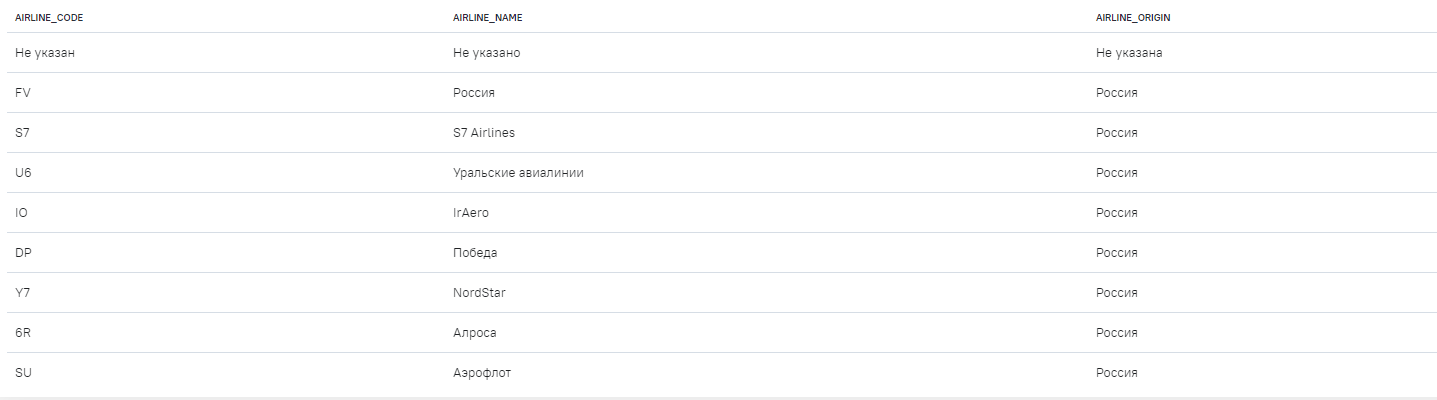 AIRLINE_CODE AIRLINE_NAME AIRLINE_ORIGIN
Не указан Не указано Не указана
FV Россия Россия
S7 S7 Airlines Россия
U6 Уральские авиалинии Россия
IO IrAero Россия
DP Победа Россия
Y7 NordStar Россия
6R Алроса Россия
SU Аэрофлот Россия